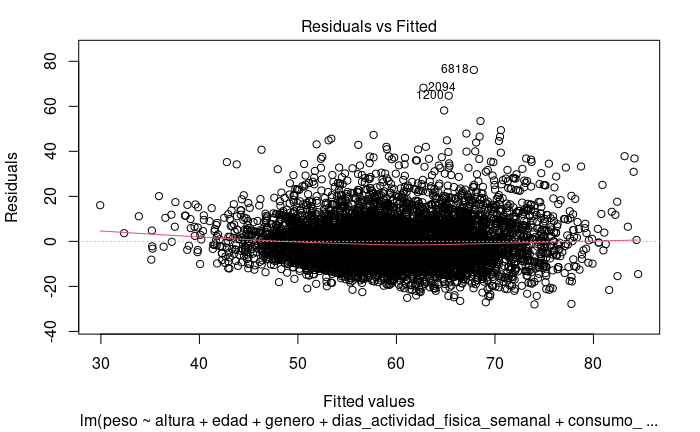 Residuals vs Fitted
Residuals
80
60
40
20
0
-20
-40
6818
2094
1200
30 40 50 60 70 80
Fitted values
lm(peso ~ altura + edad + genero + dias_actividad_fisica_semanal + consumo_ ...